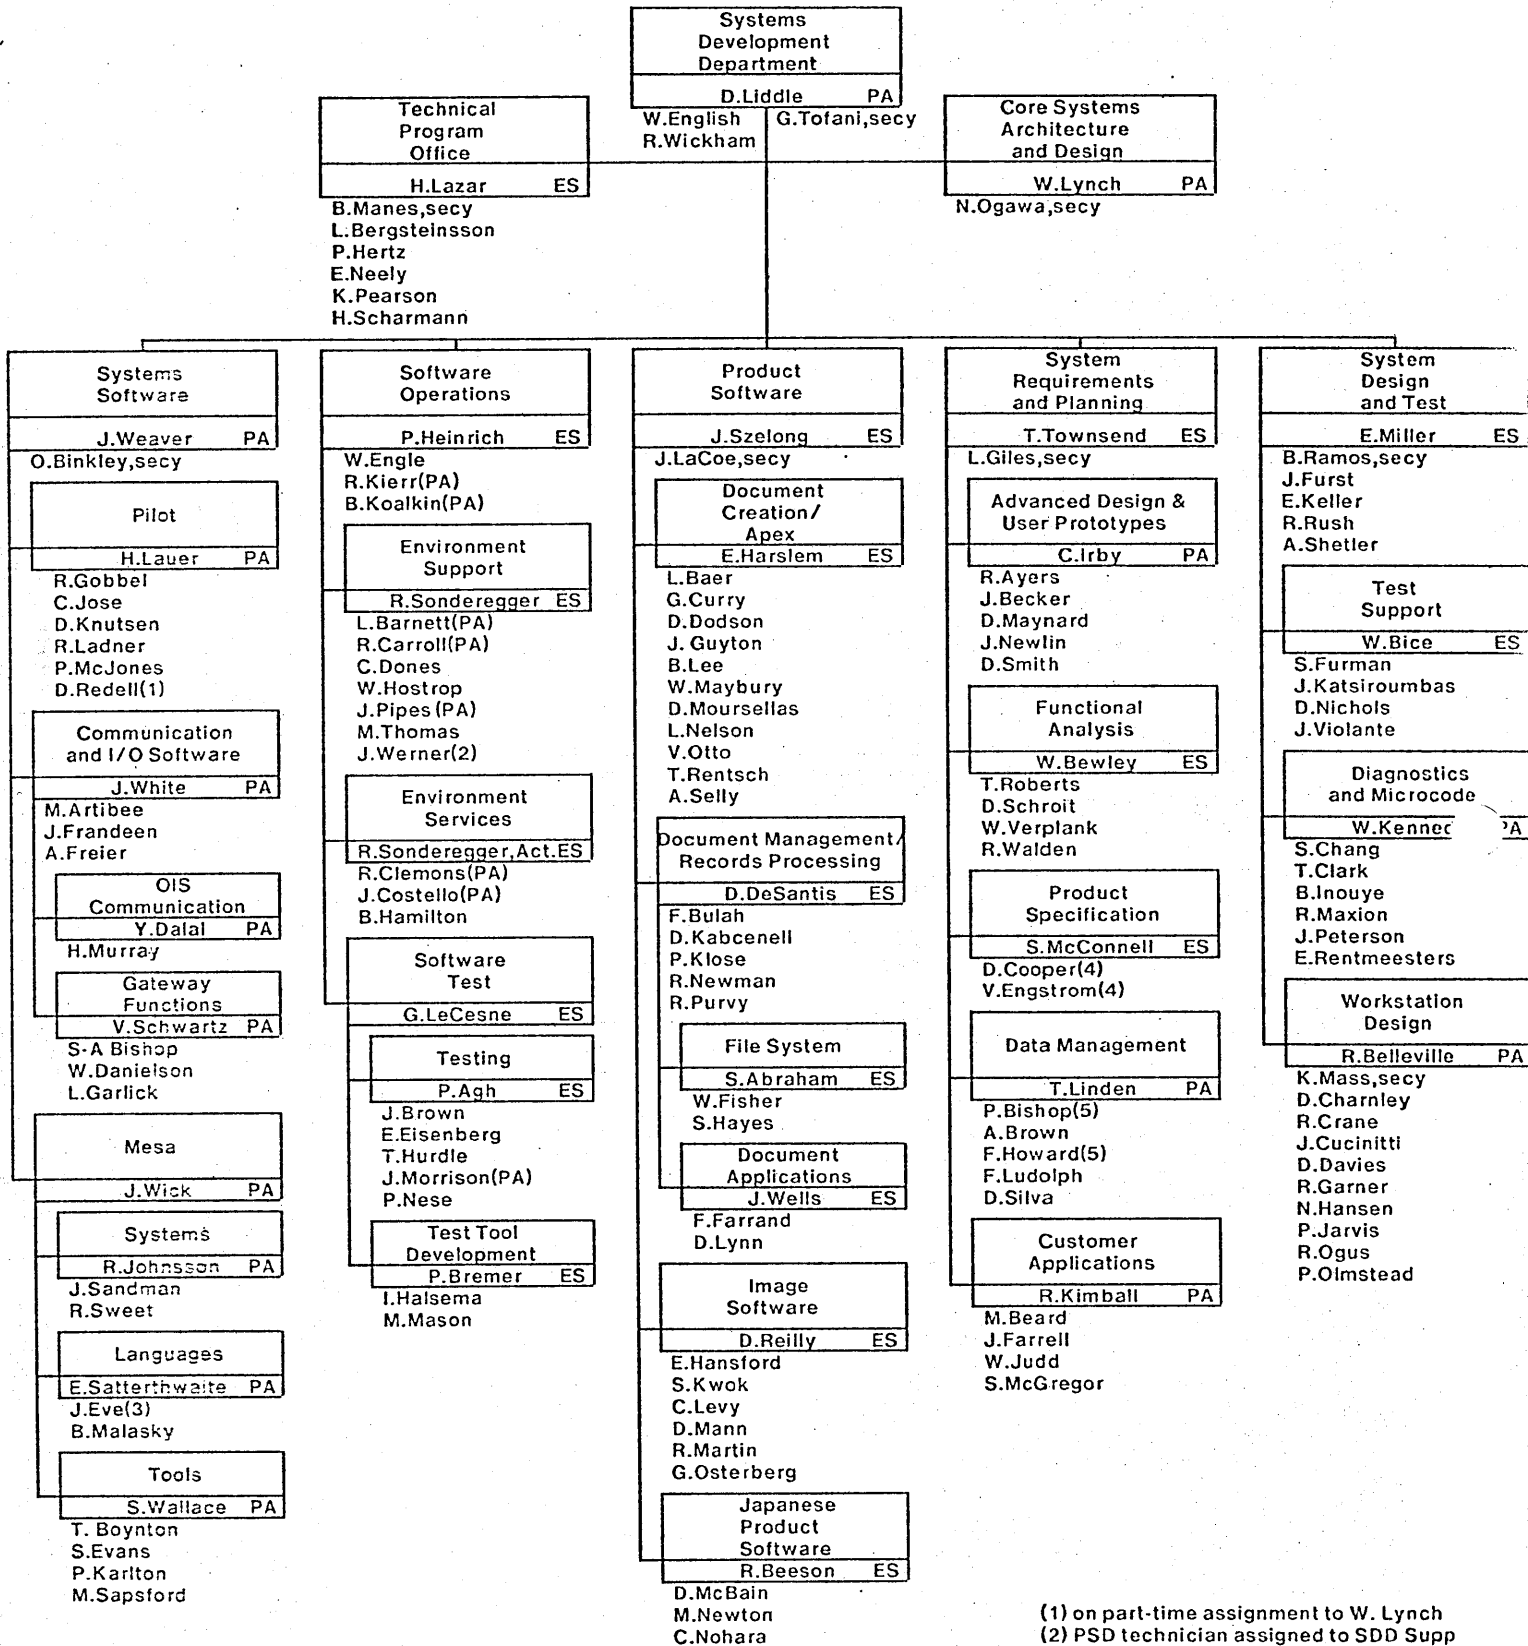 Systems
Development
Department
D.Liddle PA
W.English G.Tofani,secy
R.Wickham
Technical
Program
Office
H.Lazar ES
B.Manes,secy
L.Bergsteinsson
P.Hertz
E.Neely
K.Pearson
H.Scharmann
Core Systems
Architecture
and Design
W.Lynch PA
N.Ogawa,secy
Systems
Software
J.Weaver PA
O.Binkley,secy
Pilot
H.Lauer PA
R.Gobbel
C.Jose
D.Knutsen
R.Ladner
P.McJones
D.Redell(1)
Communication
and I/O Software
J.White PA
M.Artibee
J.Frandeen
A.Freier
OIS
Communication
Y.Dalal PA
H.Murray
Gateway
Functions
V.Schwartz PA
S-A Bishop
W.Danielson
L.Garlick
Mesa
J.Wick PA
Systems
R.Johnsson PA
J.Sandman
R.Sweet
Languages
E.Satterthwaite PA
J.Eve(3)
B.Malasky
Tools
S.Wallace PA
T. Boynton
S.Evans
P.Karlton
M.Sapsford
Software
Operations
P.Heinrich ES
W.Engle
R.Kierr(PA)
B.Koalkin(PA)
Environment
Support
R.Sonderegger ES
L.Barnett(PA)
R.Carroll(PA)
C.Dones
W.Hostrop
J.Pipes(PA)
M.Thomas
J.Werner(2)
Environment
Services
R.Sonderegger,Act.ES
R.Clemons(PA)
J.Costello(PA)
B.Hamilton
Software
Test
G.LeCesne ES
Testing
P.Agh ES
J.Brown
E.Eisenberg
T.Hurdle
J.Morrison(PA)
P.Nese
Test Tool
Development
P.Bremer ES
I.Halsema
M.Mason
Product
Software
J.Szelong ES
J.LaCoe,secy
Document
Creation/
Apex
E.Harslem ES
L.Baer
G.Curry
D.Dodson
J. Guyton
B.Lee
W.Maybury
D.Moursellas
L.Nelson
V.Otto
T.Rentsch
A.Selly
Document Management/
Records Processing
D.DeSantis ES
F.Bulah
D.Kabcenell
P.Klose
R.Newman
R.Purvy
File System
S.Abraham ES
W.Fisher
S.Hayes
Document
Applications
J.Wells ES
F.Farrand
D.Lynn
Image
Software
D.Reilly ES
E.Hansford
S.Kwok
C.Levy
D.Mann
R.Martin
G.Osterberg
Japanese
Product
Software
R.Beeson ES
D.McBain
M.Newton
C.Nohara
System
Requirements
and Planning
T.Townsend ES
L.Giles,secy
Advanced Design &
User Prototypes
C.Irby PA
R.Ayers
J.Becker
D.Maynard
J.Newlin
D.Smith
Functional
Analysis
W.Bewley ES
T.Roberts
D.Schroit
W.Verplank
R.Walden
Product
Specification
S.McConnell ES
D.Cooper(4)
V.Engstrom(4)
Data Management
T.Linden PA
P.Bishop(5)
A.Brown
F.Howard(5)
F.Ludolph
D.Silva
Customer
Applications
R.Kimball PA
M.Beard
J.Farrell
W.Judd
S.McGregor
System
Design
and Test
E.Miller ES
B.Ramos,secy
J.Furst
E.Keller
R.Rush
A.Shetler
Test
Support
W.Bice ES
S.Furman
J.Katsiroumbas
D.Nichols
J.Violante
Diagnostics
and Microcode
W.Kennec PA
S.Chang
T.Clark
B.Inouye
R.Maxion
J.Peterson
E.Rentmeesters
Workstation
Design
R.Belleville PA
K.Mass,secy
D.Charnley
R.Crane
J.Cucinitti
D.Davies
R.Garner
N.Hansen
P.Jarvis
R.Ogus
P.Olmstead
(1) on part-time assignment to W. Lynch
(2) PSD technician assigned to SDD Supp